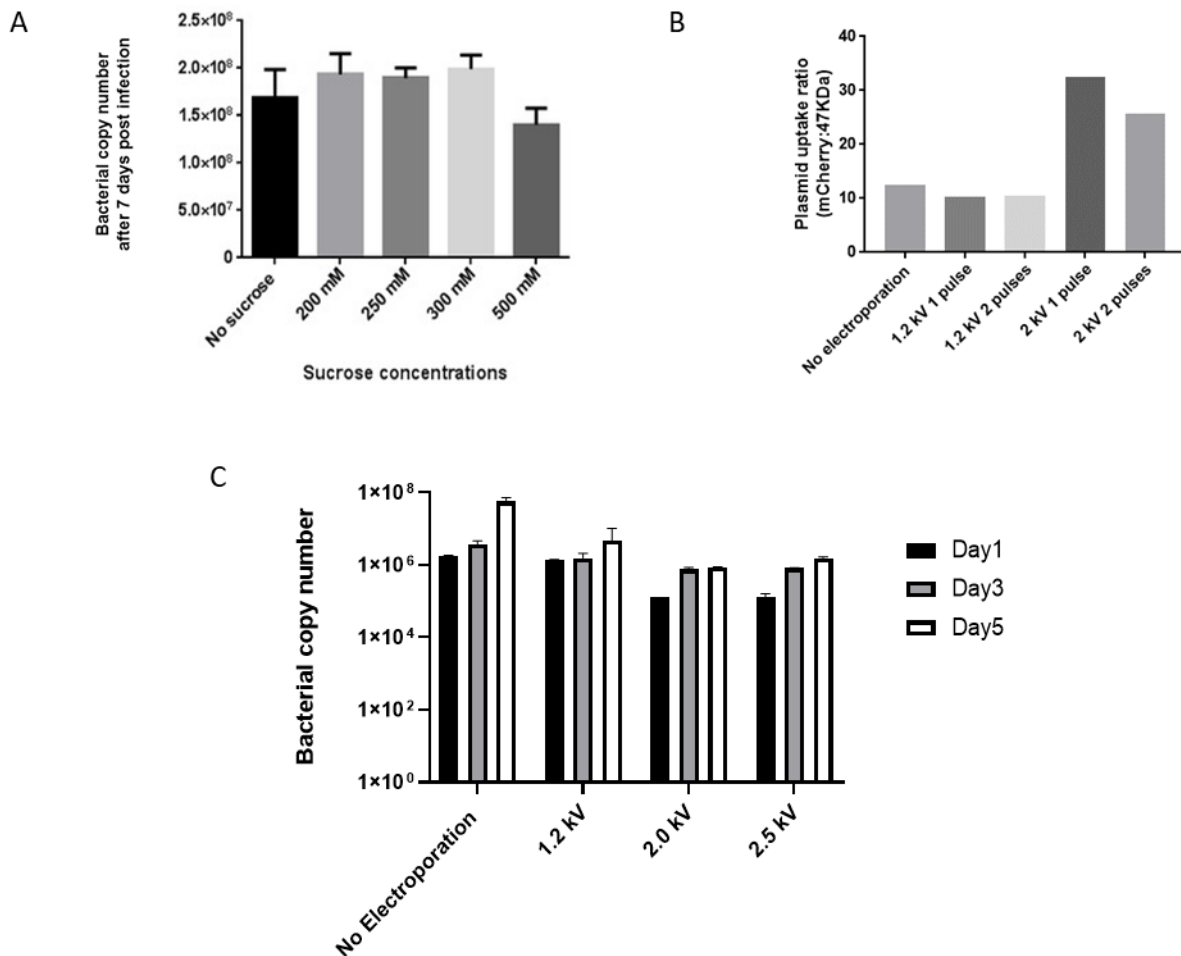 A
Bacterial copy number
after 7 days post infection
2.5×10⁸
2.0×10⁸
1.5×10⁸
1.0×10⁸
5.0×10⁷
0
No sucrose
200 mM
250 mM
300 mM
500 mM
Sucrose concentrations
B
Plasmid uptake ratio
(mCherry:47KDa)
40
30
20
10
0
No electroporation
1.2 kV 1 pulse
1.2 kV 2 pulses
2 kV 1 pulse
2 kV 2 pulses
C
Bacterial copy number
1×10⁸
1×10⁶
1×10⁴
1×10²
1×10⁰
No Electroporation
1.2 kV
2.0 kV
2.5 kV
Day1
Day3
Day5